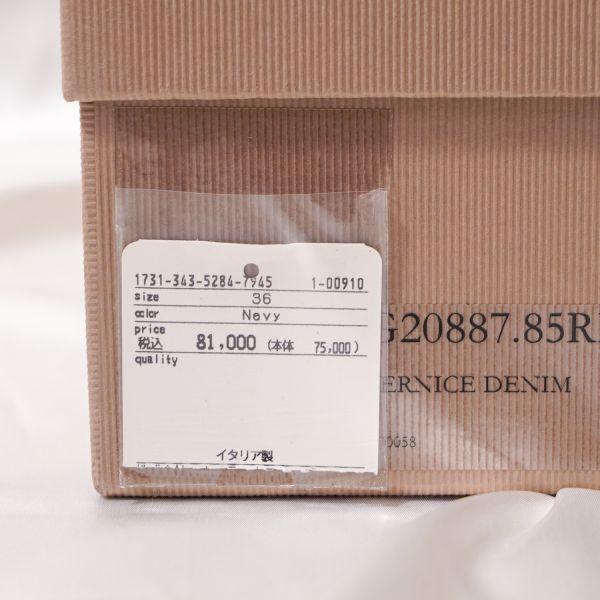 1731-343-5284-7945 1-00910
size 36
color Navy
price
税込 81,000 (本体 75,000)
quality
イタリア製
G20887.85R
ERNICE DENIM
0058